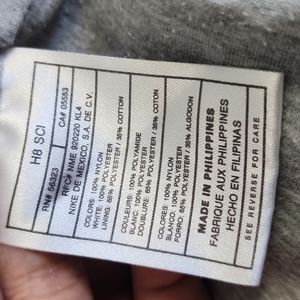 H8 SCI
RN# 56323 CA# 05553
RFC# NME 920220 KL4
NIKE DE MEXICO, S.A. DE C.V.
COLORS: 100% NYLON
WHITE: 100% POLYESTER
LINING: 65% POLYESTER / 35% COTTON
COULEURS: 100% POLYAMIDE
BLANC: 100% POLYESTER
DOUBLURE: 65% POLYESTER / 35% COTON
COLORES: 100% NYLON
BLANCO: 100% POLYESTER
FORRO: 65% POLYESTER / 35% ALGODON
MADE IN PHILIPPINES
FABRIQUE AUX PHILIPPINES
HECHO EN FILIPINAS
SEE REVERSE FOR CARE